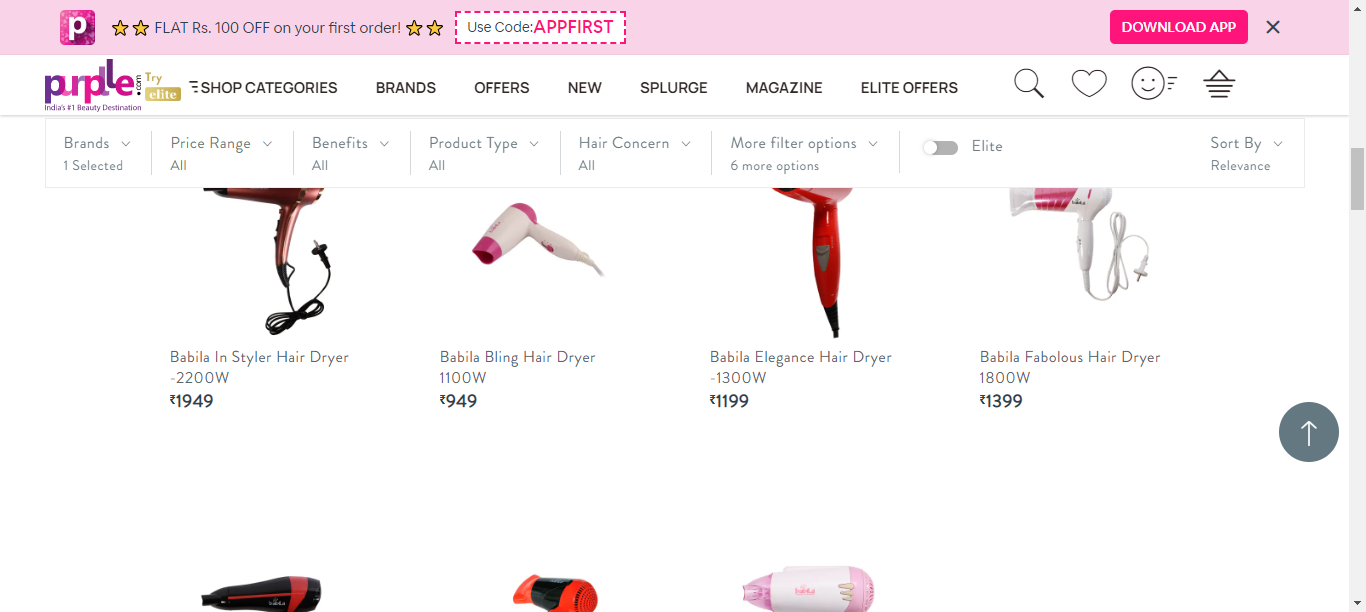 FLAT Rs. 100 OFF on your first order!
Use Code:APPFIRST
DOWNLOAD APP
purplle.com
Try
elite
India's #1 Beauty Destination
SHOP CATEGORIES
BRANDS
OFFERS
NEW
SPLURGE
MAGAZINE
ELITE OFFERS
Brands
1 Selected
Price Range
All
Benefits
All
Product Type
All
Hair Concern
All
More filter options
6 more options
Elite
Sort By
Relevance
Babila In Styler Hair Dryer
-2200W
₹1949
Babila Bling Hair Dryer
1100W
₹949
Babila Elegance Hair Dryer
-1300W
₹1199
Babila Fabolous Hair Dryer
1800W
₹1399
babila